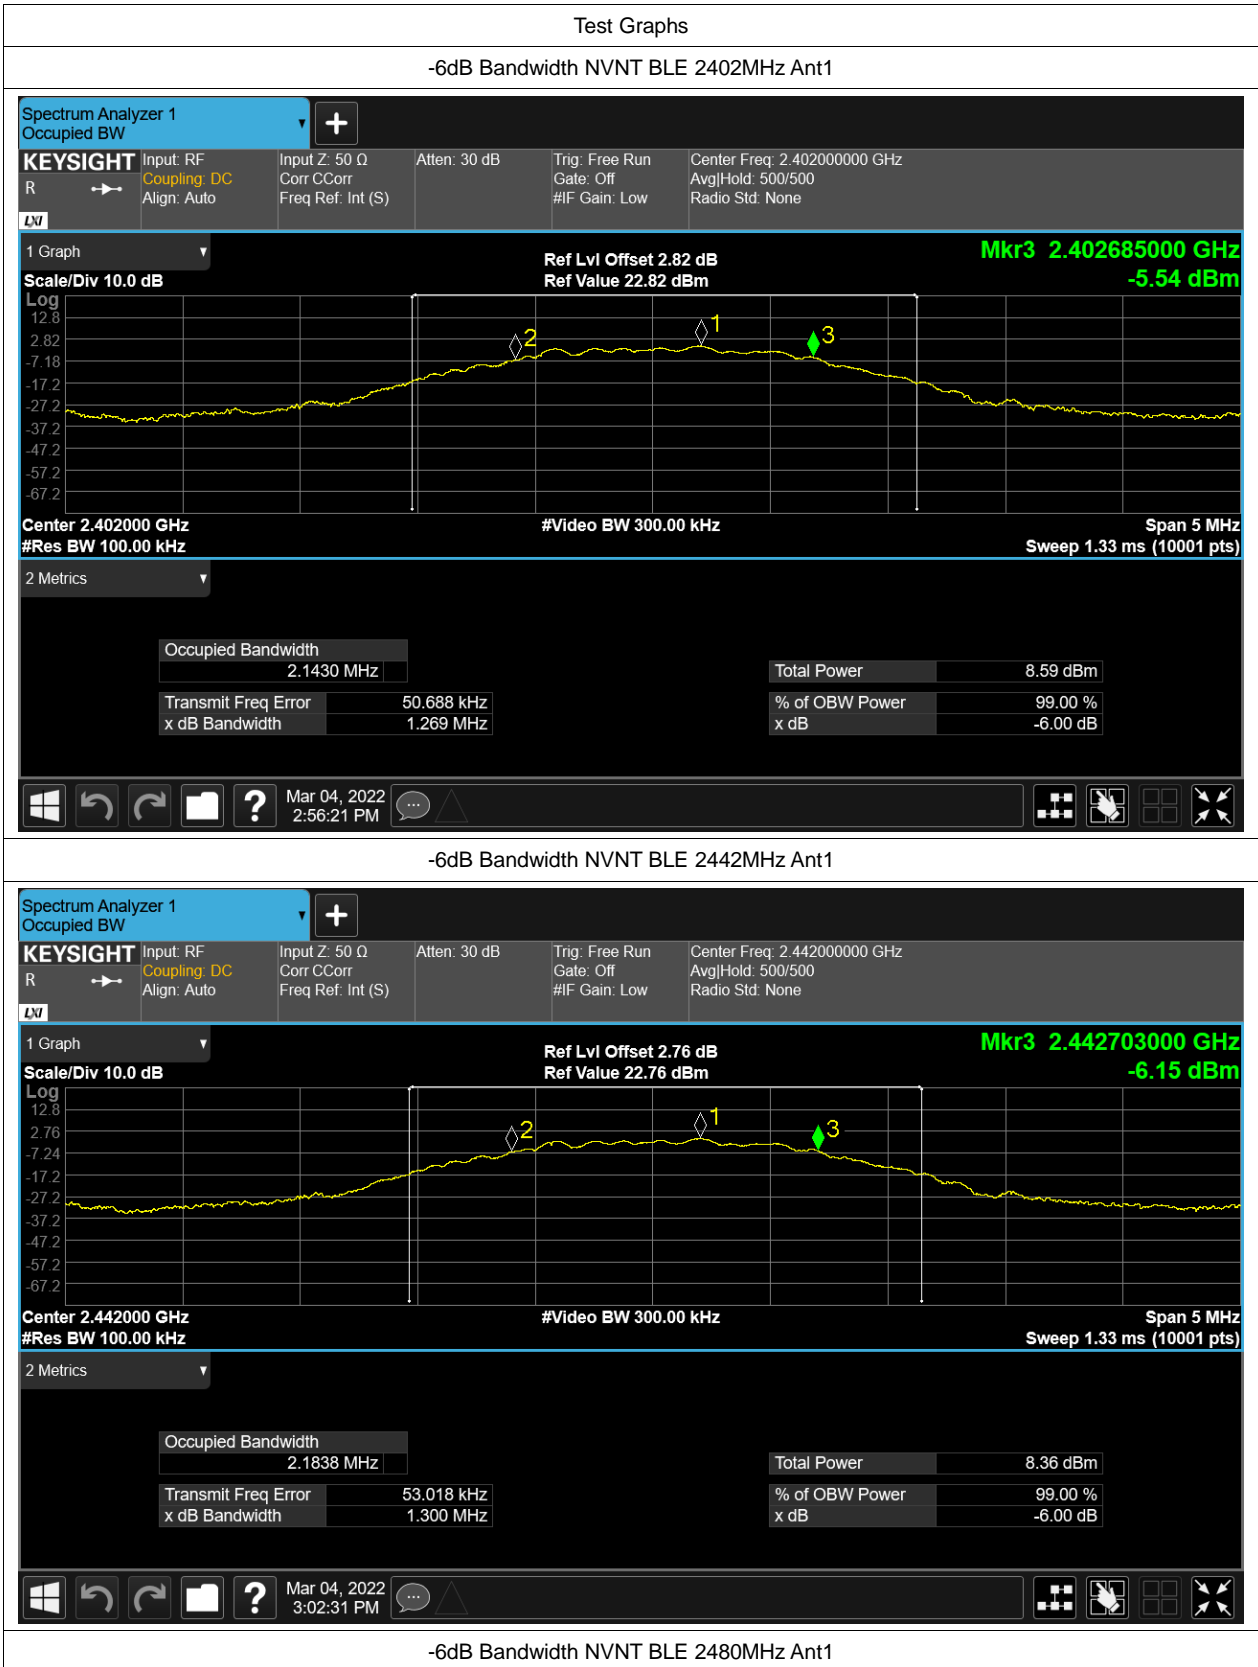 Test Graphs
-6dB Bandwidth NVNT BLE 2402MHz Ant1
Spectrum Analyzer 1
Occupied BW
KEYSIGHT
R
LXI
Input: RF
Coupling: DC
Align: Auto
Input Z: 50 Ω
Corr CCorr
Freq Ref: Int (S)
Atten: 30 dB
Trig: Free Run
Gate: Off
#IF Gain: Low
Center Freq: 2.402000000 GHz
Avg|Hold: 500/500
Radio Std: None
1 Graph
Scale/Div 10.0 dB
Ref Lvl Offset 2.82 dB
Ref Value 22.82 dBm
Mkr3 2.402685000 GHz
-5.54 dBm
Log
12.8
2.82
-7.18
-17.2
-27.2
-37.2
-47.2
-57.2
-67.2
2
1
3
Center 2.402000 GHz
#Video BW 300.00 kHz
Span 5 MHz
#Res BW 100.00 kHz
Sweep 1.33 ms (10001 pts)
2 Metrics
Occupied Bandwidth
2.1430 MHz
Total Power 8.59 dBm
Transmit Freq Error 50.688 kHz
% of OBW Power 99.00 %
x dB Bandwidth 1.269 MHz
x dB -6.00 dB
?
Mar 04, 2022
2:56:21 PM
-6dB Bandwidth NVNT BLE 2442MHz Ant1
Spectrum Analyzer 1
Occupied BW
KEYSIGHT
R
LXI
Input: RF
Coupling: DC
Align: Auto
Input Z: 50 Ω
Corr CCorr
Freq Ref: Int (S)
Atten: 30 dB
Trig: Free Run
Gate: Off
#IF Gain: Low
Center Freq: 2.442000000 GHz
Avg|Hold: 500/500
Radio Std: None
1 Graph
Scale/Div 10.0 dB
Ref Lvl Offset 2.76 dB
Ref Value 22.76 dBm
Mkr3 2.442703000 GHz
-6.15 dBm
Log
12.8
2.76
-7.24
-17.2
-27.2
-37.2
-47.2
-57.2
-67.2
2
1
3
Center 2.442000 GHz
#Video BW 300.00 kHz
Span 5 MHz
#Res BW 100.00 kHz
Sweep 1.33 ms (10001 pts)
2 Metrics
Occupied Bandwidth
2.1838 MHz
Total Power 8.36 dBm
Transmit Freq Error 53.018 kHz
% of OBW Power 99.00 %
x dB Bandwidth 1.300 MHz
x dB -6.00 dB
?
Mar 04, 2022
3:02:31 PM
-6dB Bandwidth NVNT BLE 2480MHz Ant1